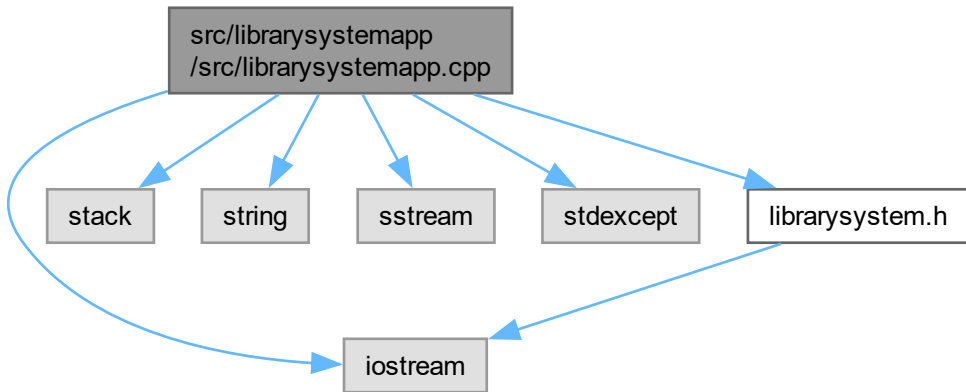 src/librarysystemapp
/src/librarysystemapp.cpp
stack
string
sstream
stdexcept
librarysystem.h
iostream